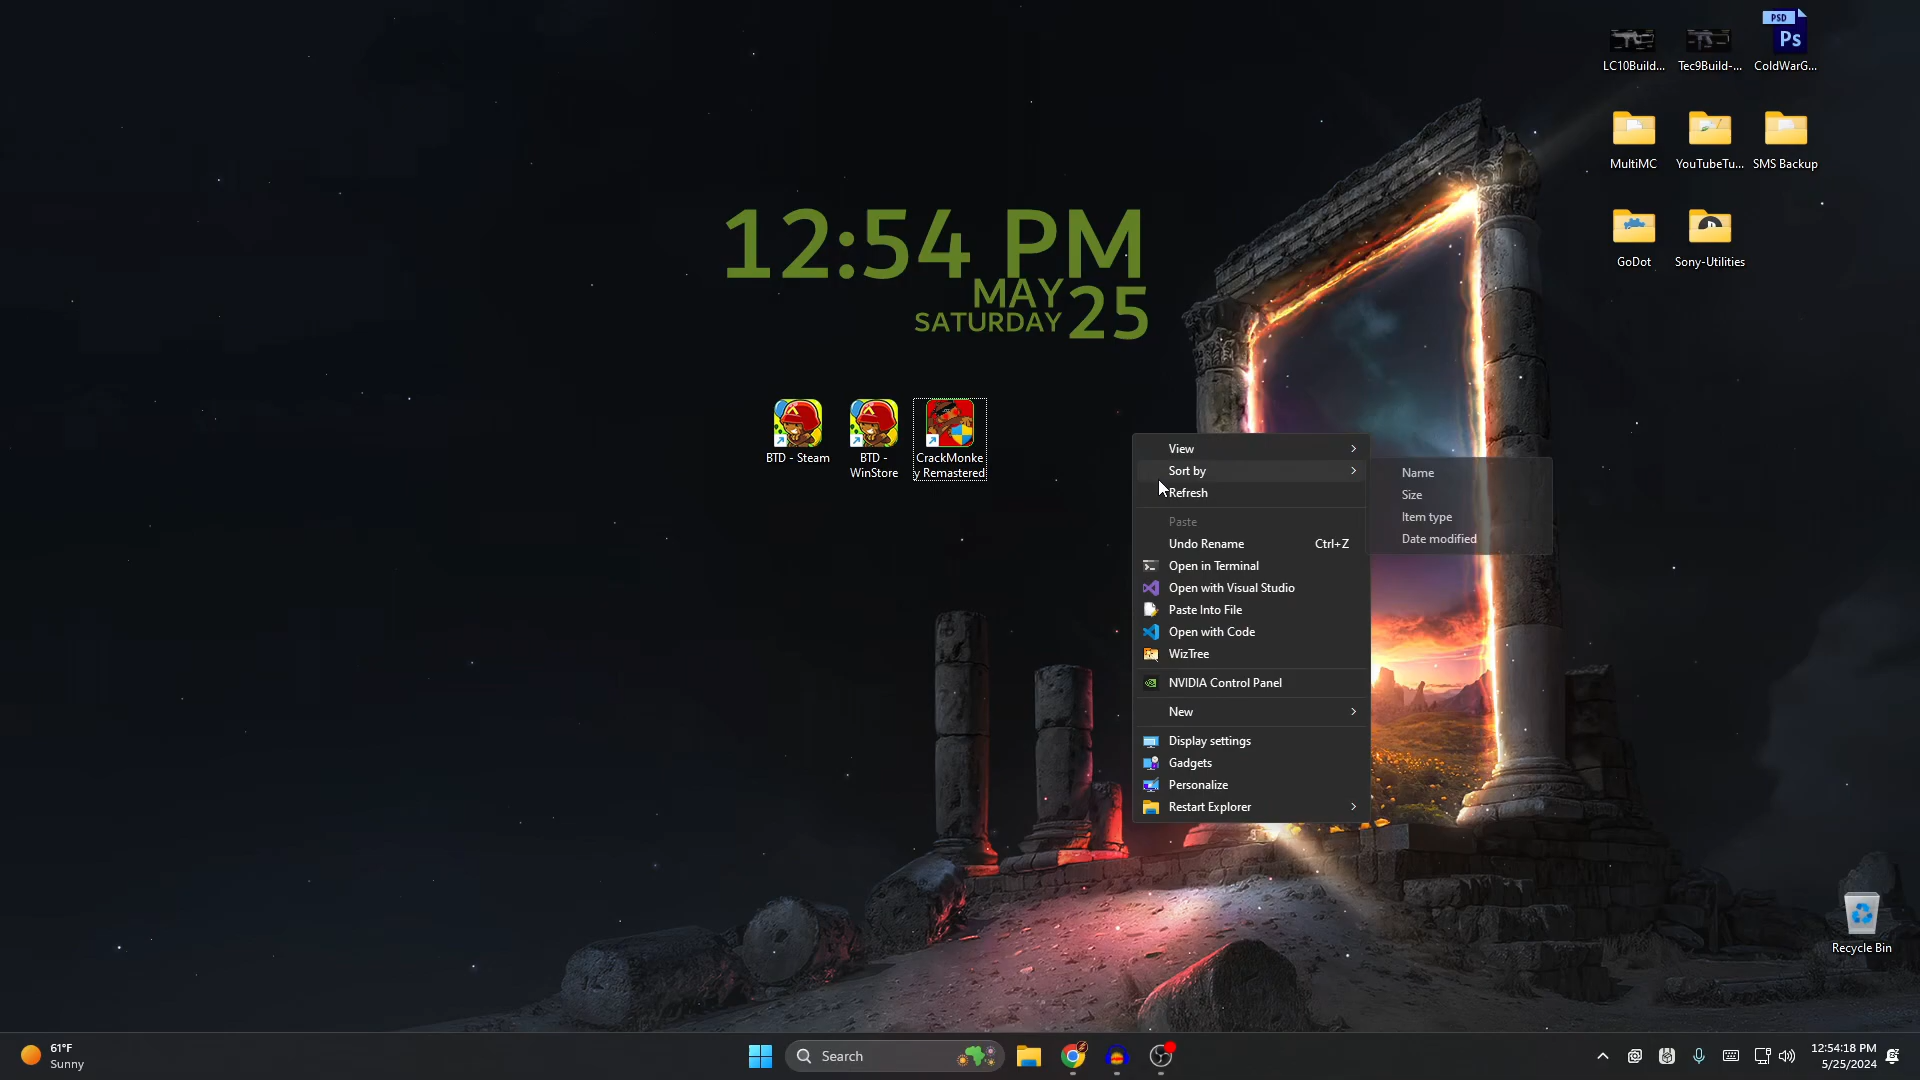 PSD
Ps
LC10Build...
Tec9Build-...
ColdWarG...
MultiMC
YouTubeTu...
SMS Backup
GoDot
Sony-Utilities
12:54 PM
MAY
SATURDAY
25
BTD - Steam
BTD -
WinStore
CrackMonke
y Remastered
View
Sort by
Refresh
Paste
Undo Rename Ctrl+Z
Open in Terminal
Open with Visual Studio
Paste Into File
Open with Code
WizTree
NVIDIA Control Panel
New
Display settings
Gadgets
Personalize
Restart Explorer
Name
Size
Item type
Date modified
Recycle Bin
61°F
Sunny
Search
12:54:18 PM
5/25/2024